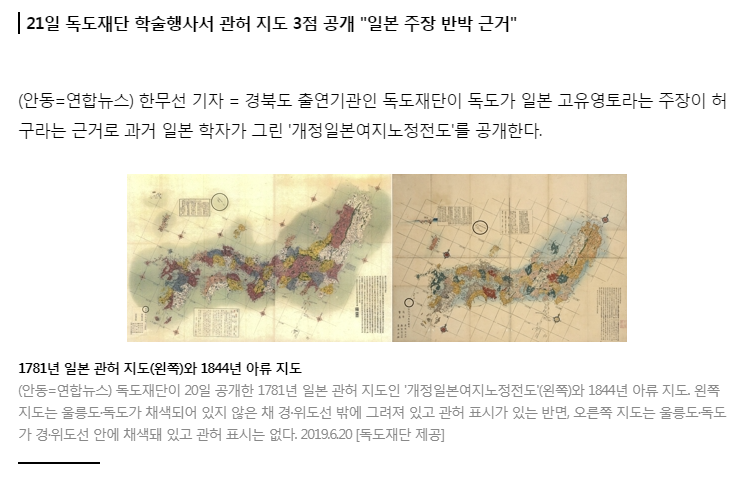 21일 독도재단 학술행사서 관허 지도 3점 공개 "일본 주장 반박 근거"
(안동=연합뉴스) 한무선 기자 = 경북도 출연기관인 독도재단이 독도가 일본 고유영토라는 주장이 허
구라는 근거로 과거 일본 학자가 그린 '개정일본여지노정전도'를 공개한다.
1781년 일본 관허 지도(왼쪽)와 1844년 아류 지도
(안동=연합뉴스) 독도재단이 20일 공개한 1781년 일본 관허 지도인 '개정일본여지노정전도'(왼쪽)와 1844년 아류 지도. 왼쪽
지도는 울릉도·독도가 채색되어 있지 않은 채 경·위도선 밖에 그려져 있고 관허 표시가 있는 반면, 오른쪽 지도는 울릉도·독도
가 경·위도선 안에 채색돼 있고 관허 표시는 없다. 2019.6.20 [독도재단 제공]